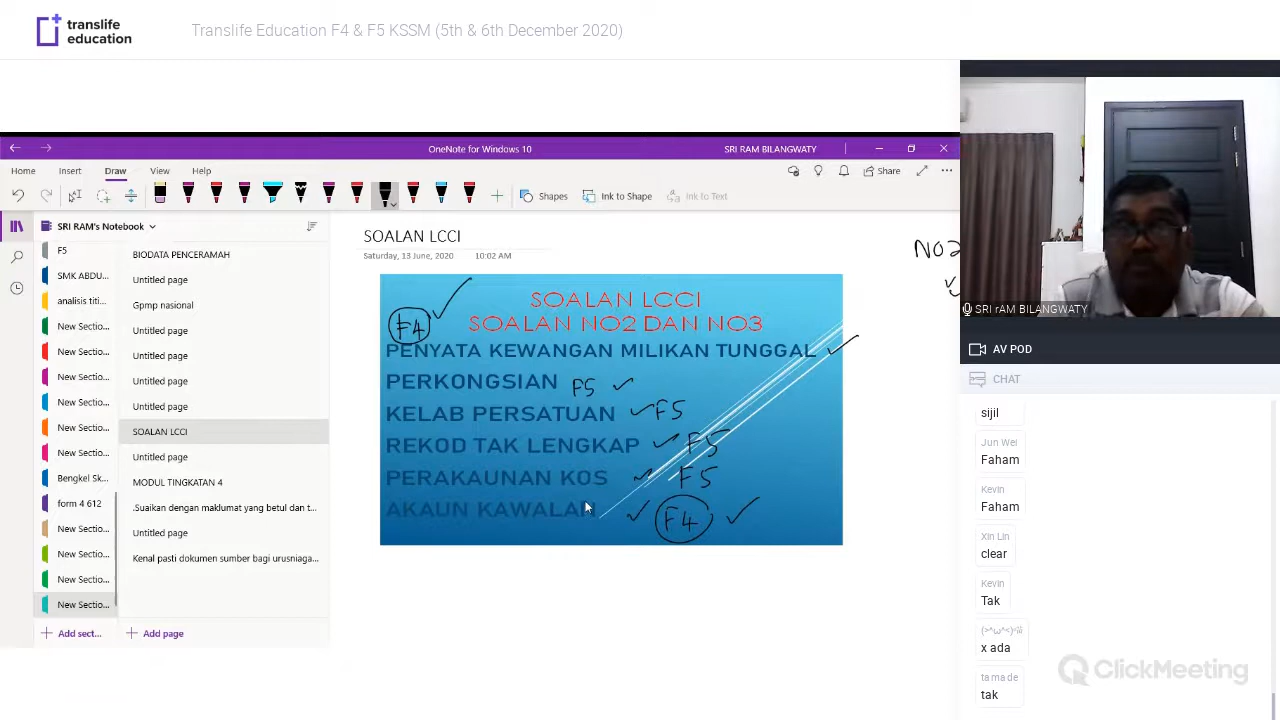 translife
education
Translife Education F4 & F5 KSSM (5th & 6th December 2020)
OneNote for Windows 10
SRI RAM BILANGWATY
Home Insert Draw View Help
Share
Shapes Ink to Shape Ink to Text
SRI RAM's Notebook
F5
SMK ABDU...
analisis titi...
New Sectio...
New Sectio...
New Sectio...
New Sectio...
New Sectio...
New Sectio...
Bengkel Sk...
form 4 612
New Sectio...
New Sectio...
New Sectio...
New Sectio...
Add sect...
BIODATA PENCERAMAH
Untitled page
Gpmp nasional
Untitled page
Untitled page
Untitled page
Untitled page
SOALAN LCCI
Untitled page
MODUL TINGKATAN 4
.Suaikan dengan maklumat yang betul dan t...
Untitled page
Kenal pasti dokumen sumber bagi urusniaga...
Add page
SOALAN LCCI
Saturday, 13 June, 2020 10:02 AM
F4
SOALAN LCCI
SOALAN NO2 DAN NO3
PENYATA KEWANGAN MILIKAN TUNGGAL
PERKONGSIAN F5
KELAB PERSATUAN F5
REKOD TAK LENGKAP F5
PERAKAUNAN KOS F5
AKAUN KAWALAN F4
NO2
SRI rAM BILANGWATY
AV POD
CHAT
sijil
Jun Wei
Faham
Kevin
Faham
Xin Lin
clear
Kevin
Tak
x ada
ta ma de
tak
ClickMeeting